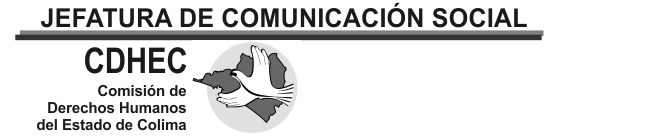 JEFATURA DE COMUNICACIÓN SOCIAL
CDHEC
Comisión de
Derechos Humanos
del Estado de Colima